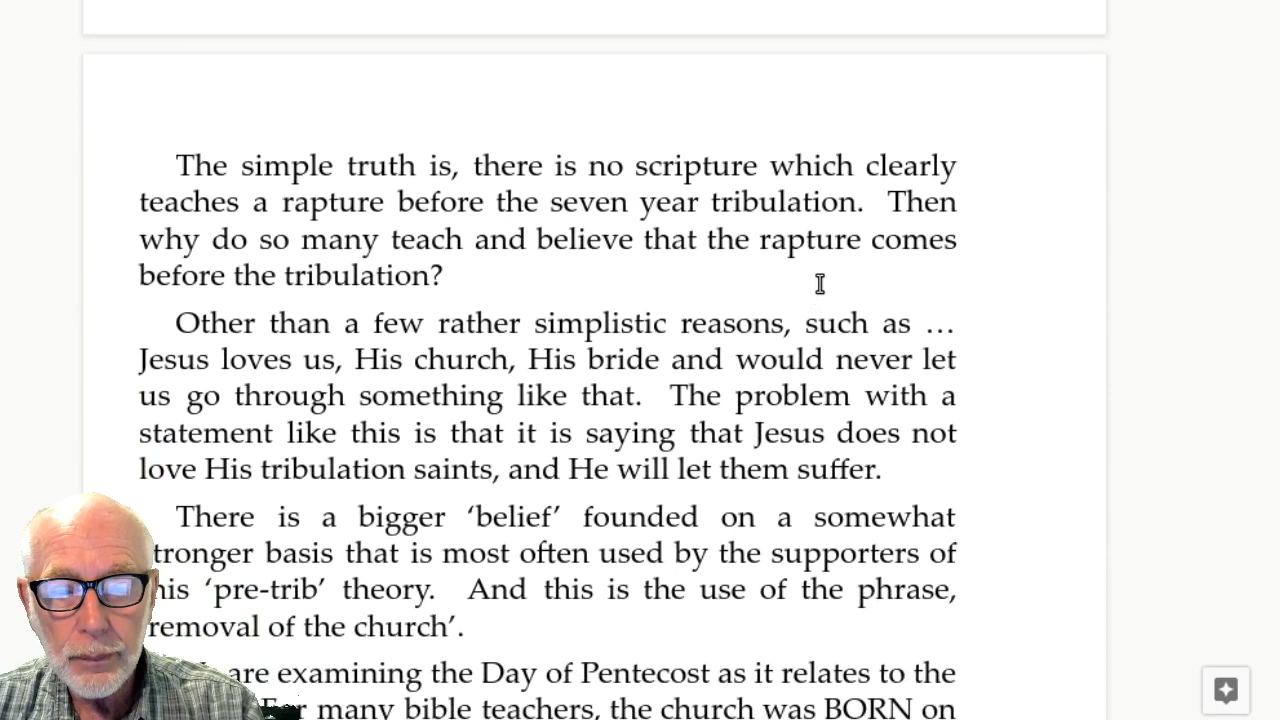 The simple truth is, there is no scripture which clearly
teaches a rapture before the seven year tribulation. Then
why do so many teach and believe that the rapture comes
before the tribulation?
Other than a few rather simplistic reasons, such as …
Jesus loves us, His church, His bride and would never let
us go through something like that. The problem with a
statement like this is that it is saying that Jesus does not
love His tribulation saints, and He will let them suffer.
There is a bigger ‘belief’ founded on a somewhat
tronger basis that is most often used by the supporters of
his ‘pre-trib’ theory. And this is the use of the phrase,
removal of the church’.
are examining the Day of Pentecost as it relates to the
For many bible teachers, the church was BORN on